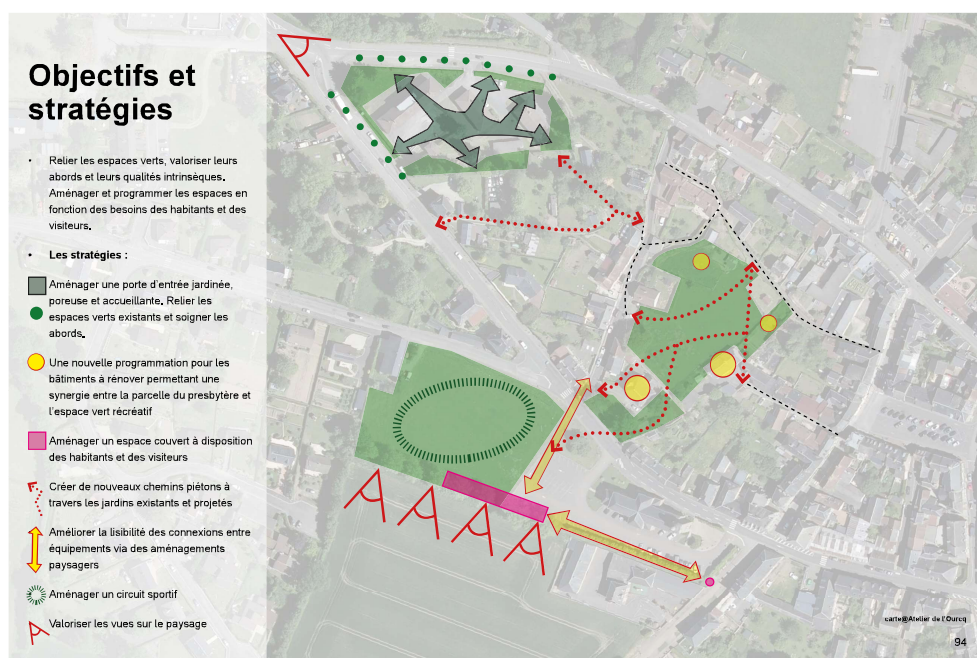 Objectifs et
stratégies
• Relier les espaces verts, valoriser leurs
abords et leurs qualités intrinsèques.
Aménager et programmer les espaces en
fonction des besoins des habitants et des
visiteurs.
• Les stratégies :
Aménager une porte d'entrée jardinée,
poreuse et accueillante. Relier les
espaces verts existants et soigner les
abords.
Une nouvelle programmation pour les
bâtiments à rénover permettant une
synergie entre la parcelle du presbytère et
l'espace vert récréatif
Aménager un espace couvert à disposition
des habitants et des visiteurs
Créer de nouveaux chemins piétons à
travers les jardins existants et projetés
Améliorer la lisibilité des connexions entre
équipements via des aménagements
paysagers
Aménager un circuit sportif
Valoriser les vues sur le paysage
carte@Atelier de l'Ourcq
94